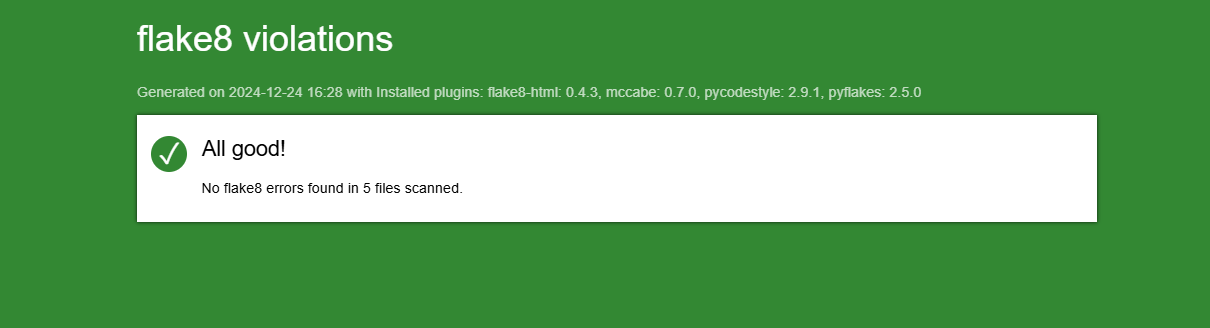 flake8 violations
Generated on 2024-12-24 16:28 with Installed plugins: flake8-html: 0.4.3, mccabe: 0.7.0, pycodestyle: 2.9.1, pyflakes: 2.5.0
All good!
No flake8 errors found in 5 files scanned.